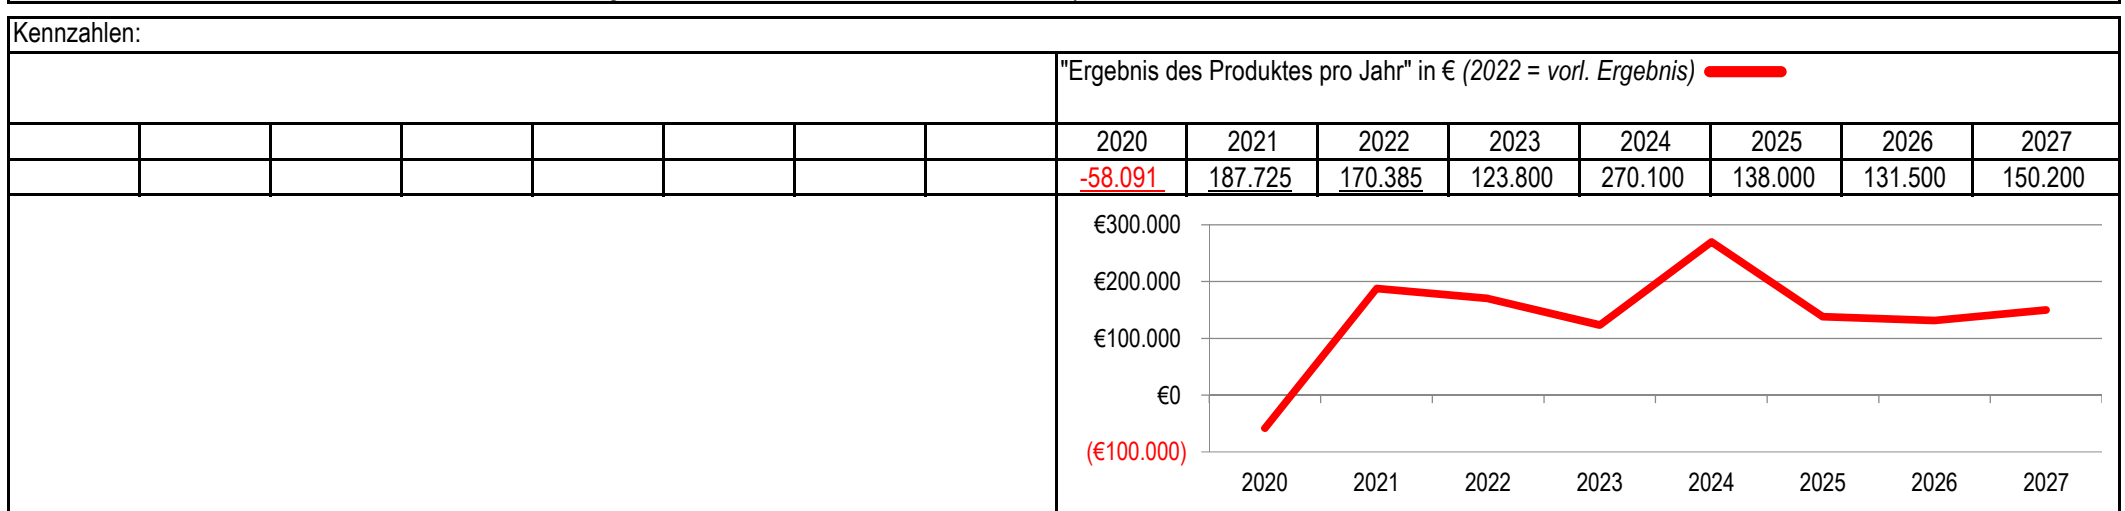 Kennzahlen:
"Ergebnis des Produktes pro Jahr" in € (2022 = vorl. Ergebnis)
2020 2021 2022 2023 2024 2025 2026 2027
-58.091 187.725 170.385 123.800 270.100 138.000 131.500 150.200
€300.000
€200.000
€100.000
€0
(€100.000)
2020 2021 2022 2023 2024 2025 2026 2027